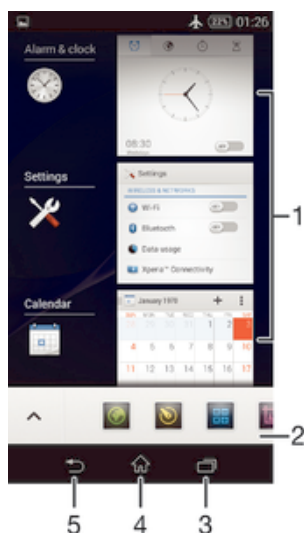 22% 01:26
Alarm & clock
08:30
Settings
Settings
WIRELESS & NETWORKS
Wi-Fi
Bluetooth
Data usage
Xpera™ Connectivity
Calendar
January 1970
1 2 3
4 5 6 7 8 9 10
11 12 13 14 15 16 17
1
2
3
4
5